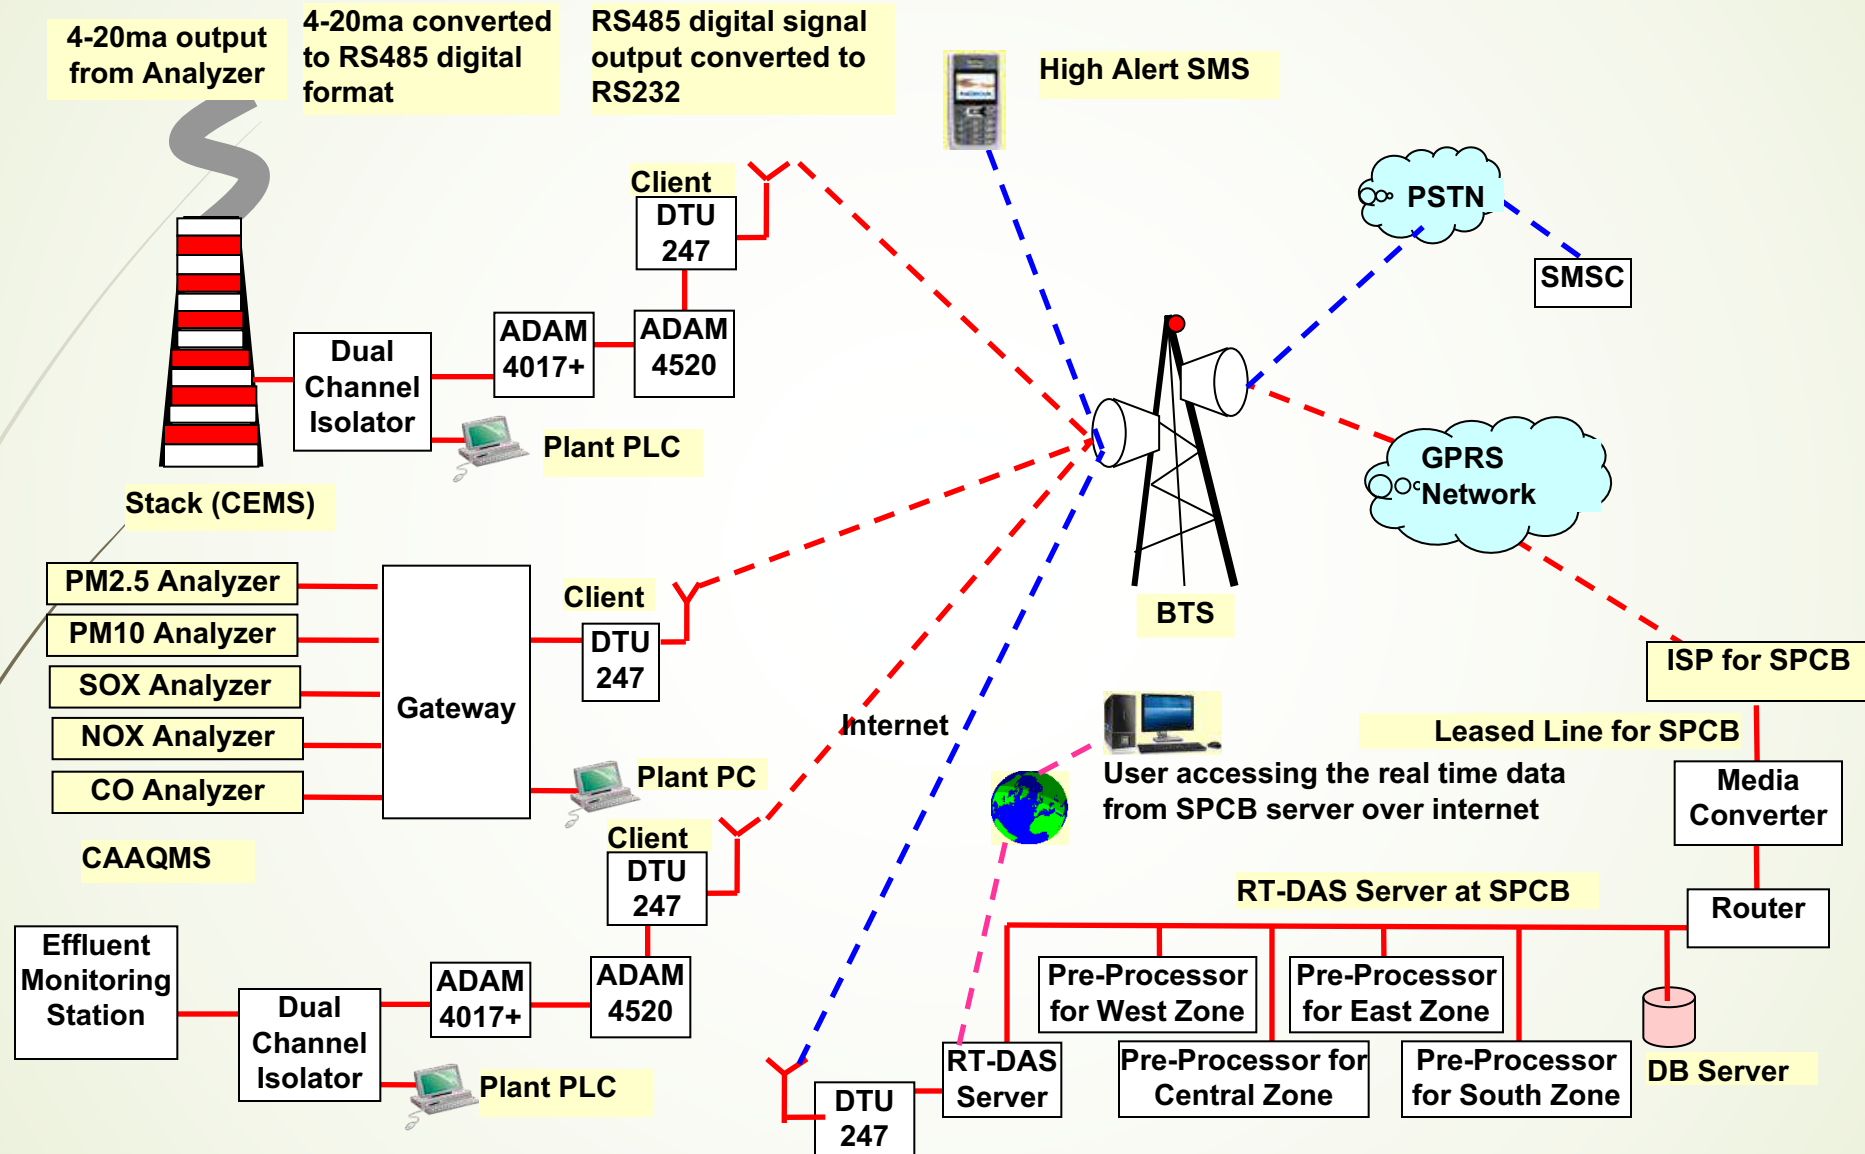 4-20ma output
from Analyzer
4-20ma converted
to RS485 digital
format
RS485 digital signal
output converted to
RS232
High Alert SMS
PSTN
SMSC
Client
DTU
247
ADAM
4017+
ADAM
4520
Dual
Channel
Isolator
Plant PLC
Stack (CEMS)
GPRS
Network
BTS
PM2.5 Analyzer
PM10 Analyzer
SOX Analyzer
NOX Analyzer
CO Analyzer
CAAQMS
Gateway
Client
DTU
247
Plant PC
Internet
ISP for SPCB
Leased Line for SPCB
Media
Converter
Router
User accessing the real time data
from SPCB server over internet
RT-DAS Server at SPCB
Client
DTU
247
Effluent
Monitoring
Station
Dual
Channel
Isolator
ADAM
4017+
ADAM
4520
Plant PLC
DTU
247
RT-DAS
Server
Pre-Processor
for West Zone
Pre-Processor
for East Zone
Pre-Processor for
Central Zone
Pre-Processor
for South Zone
DB Server